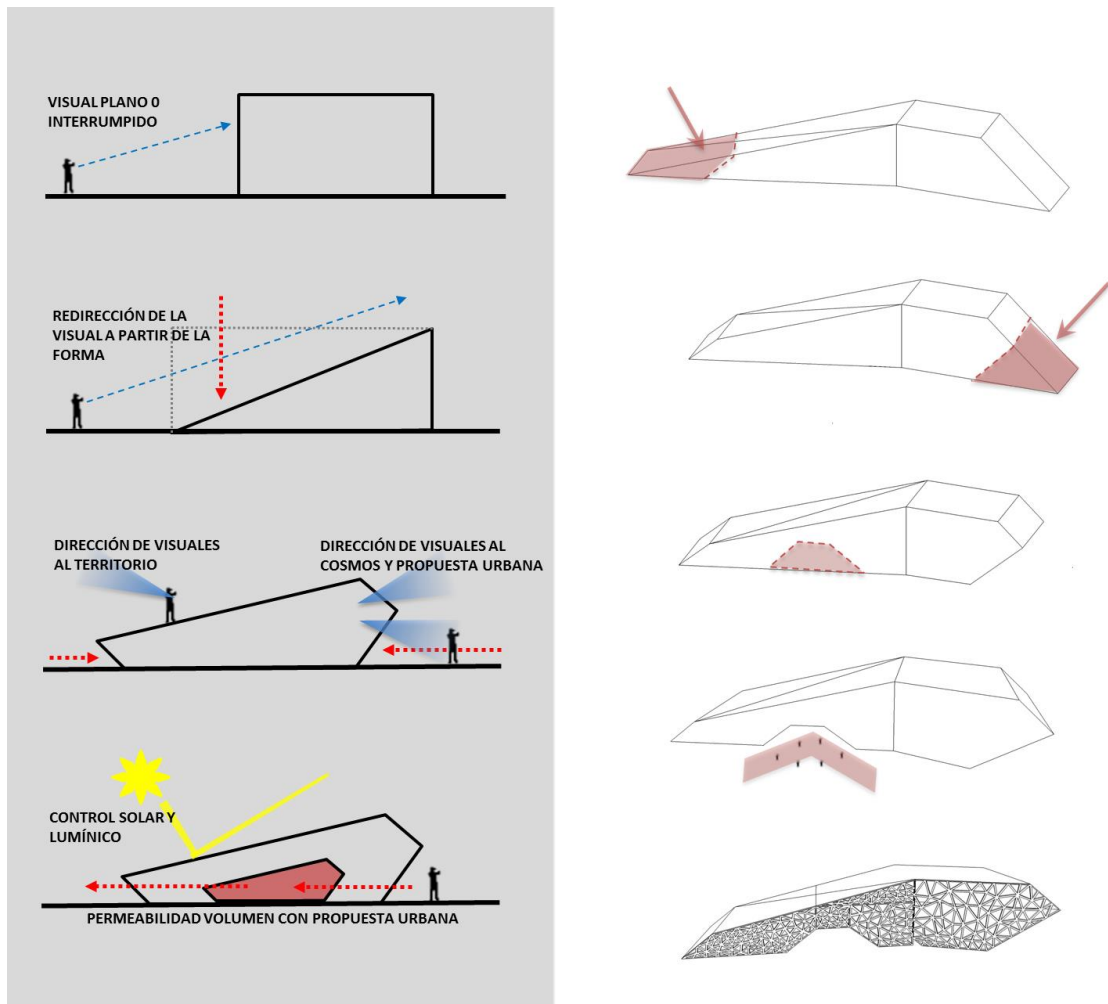 VISUAL PLANO 0
INTERRUMPIDO
REDIRECCIÓN DE LA
VISUAL A PARTIR DE LA
FORMA
DIRECCIÓN DE VISUALES
AL TERRITORIO
DIRECCIÓN DE VISUALES AL
COSMOS Y PROPUESTA URBANA
CONTROL SOLAR Y
LUMÍNICO
PERMEABILIDAD VOLUMEN CON PROPUESTA URBANA